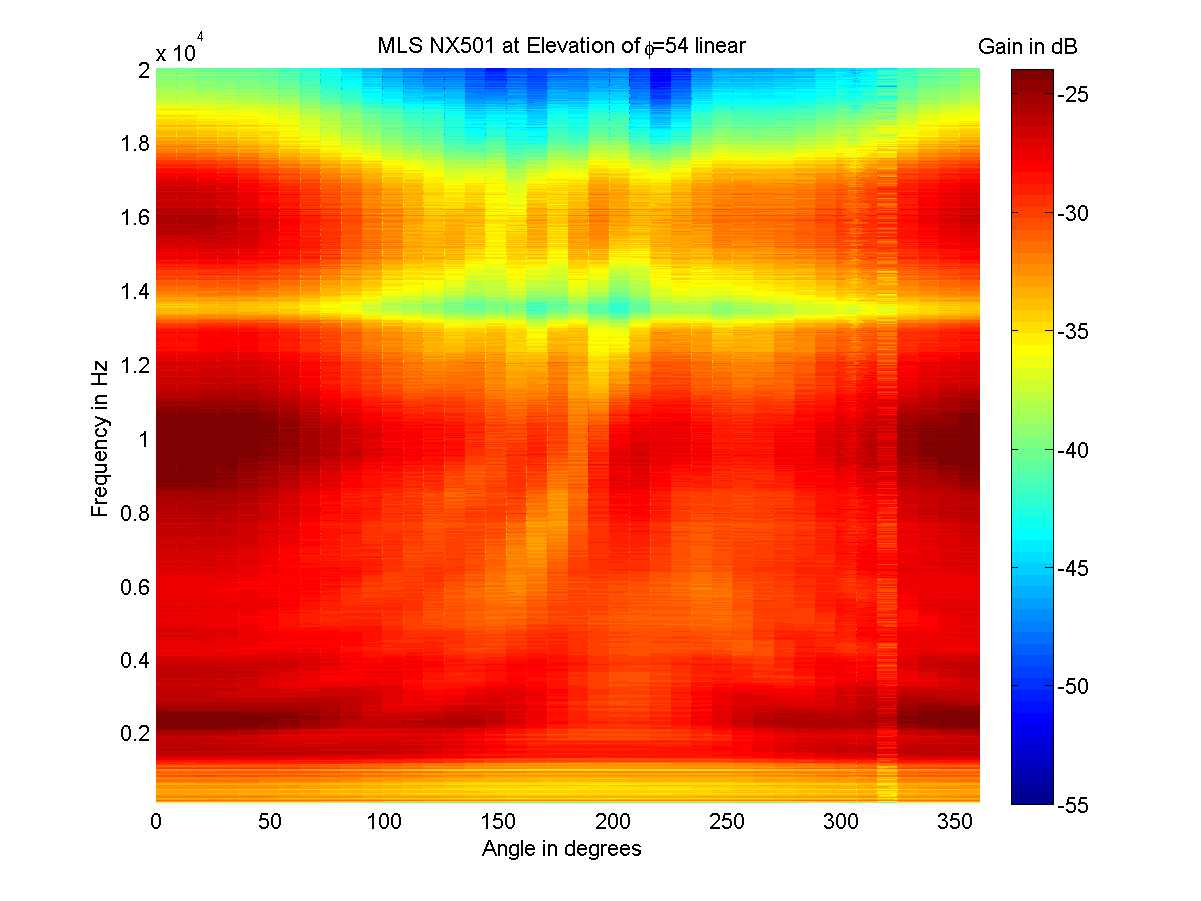 MLS NX501 at Elevation of ϕ=54 linear
Gain in dB
x 10^4
2
1.8
1.6
1.4
1.2
1
0.8
0.6
0.4
0.2
Frequency in Hz
0 50 100 150 200 250 300 350
Angle in degrees
-25
-30
-35
-40
-45
-50
-55